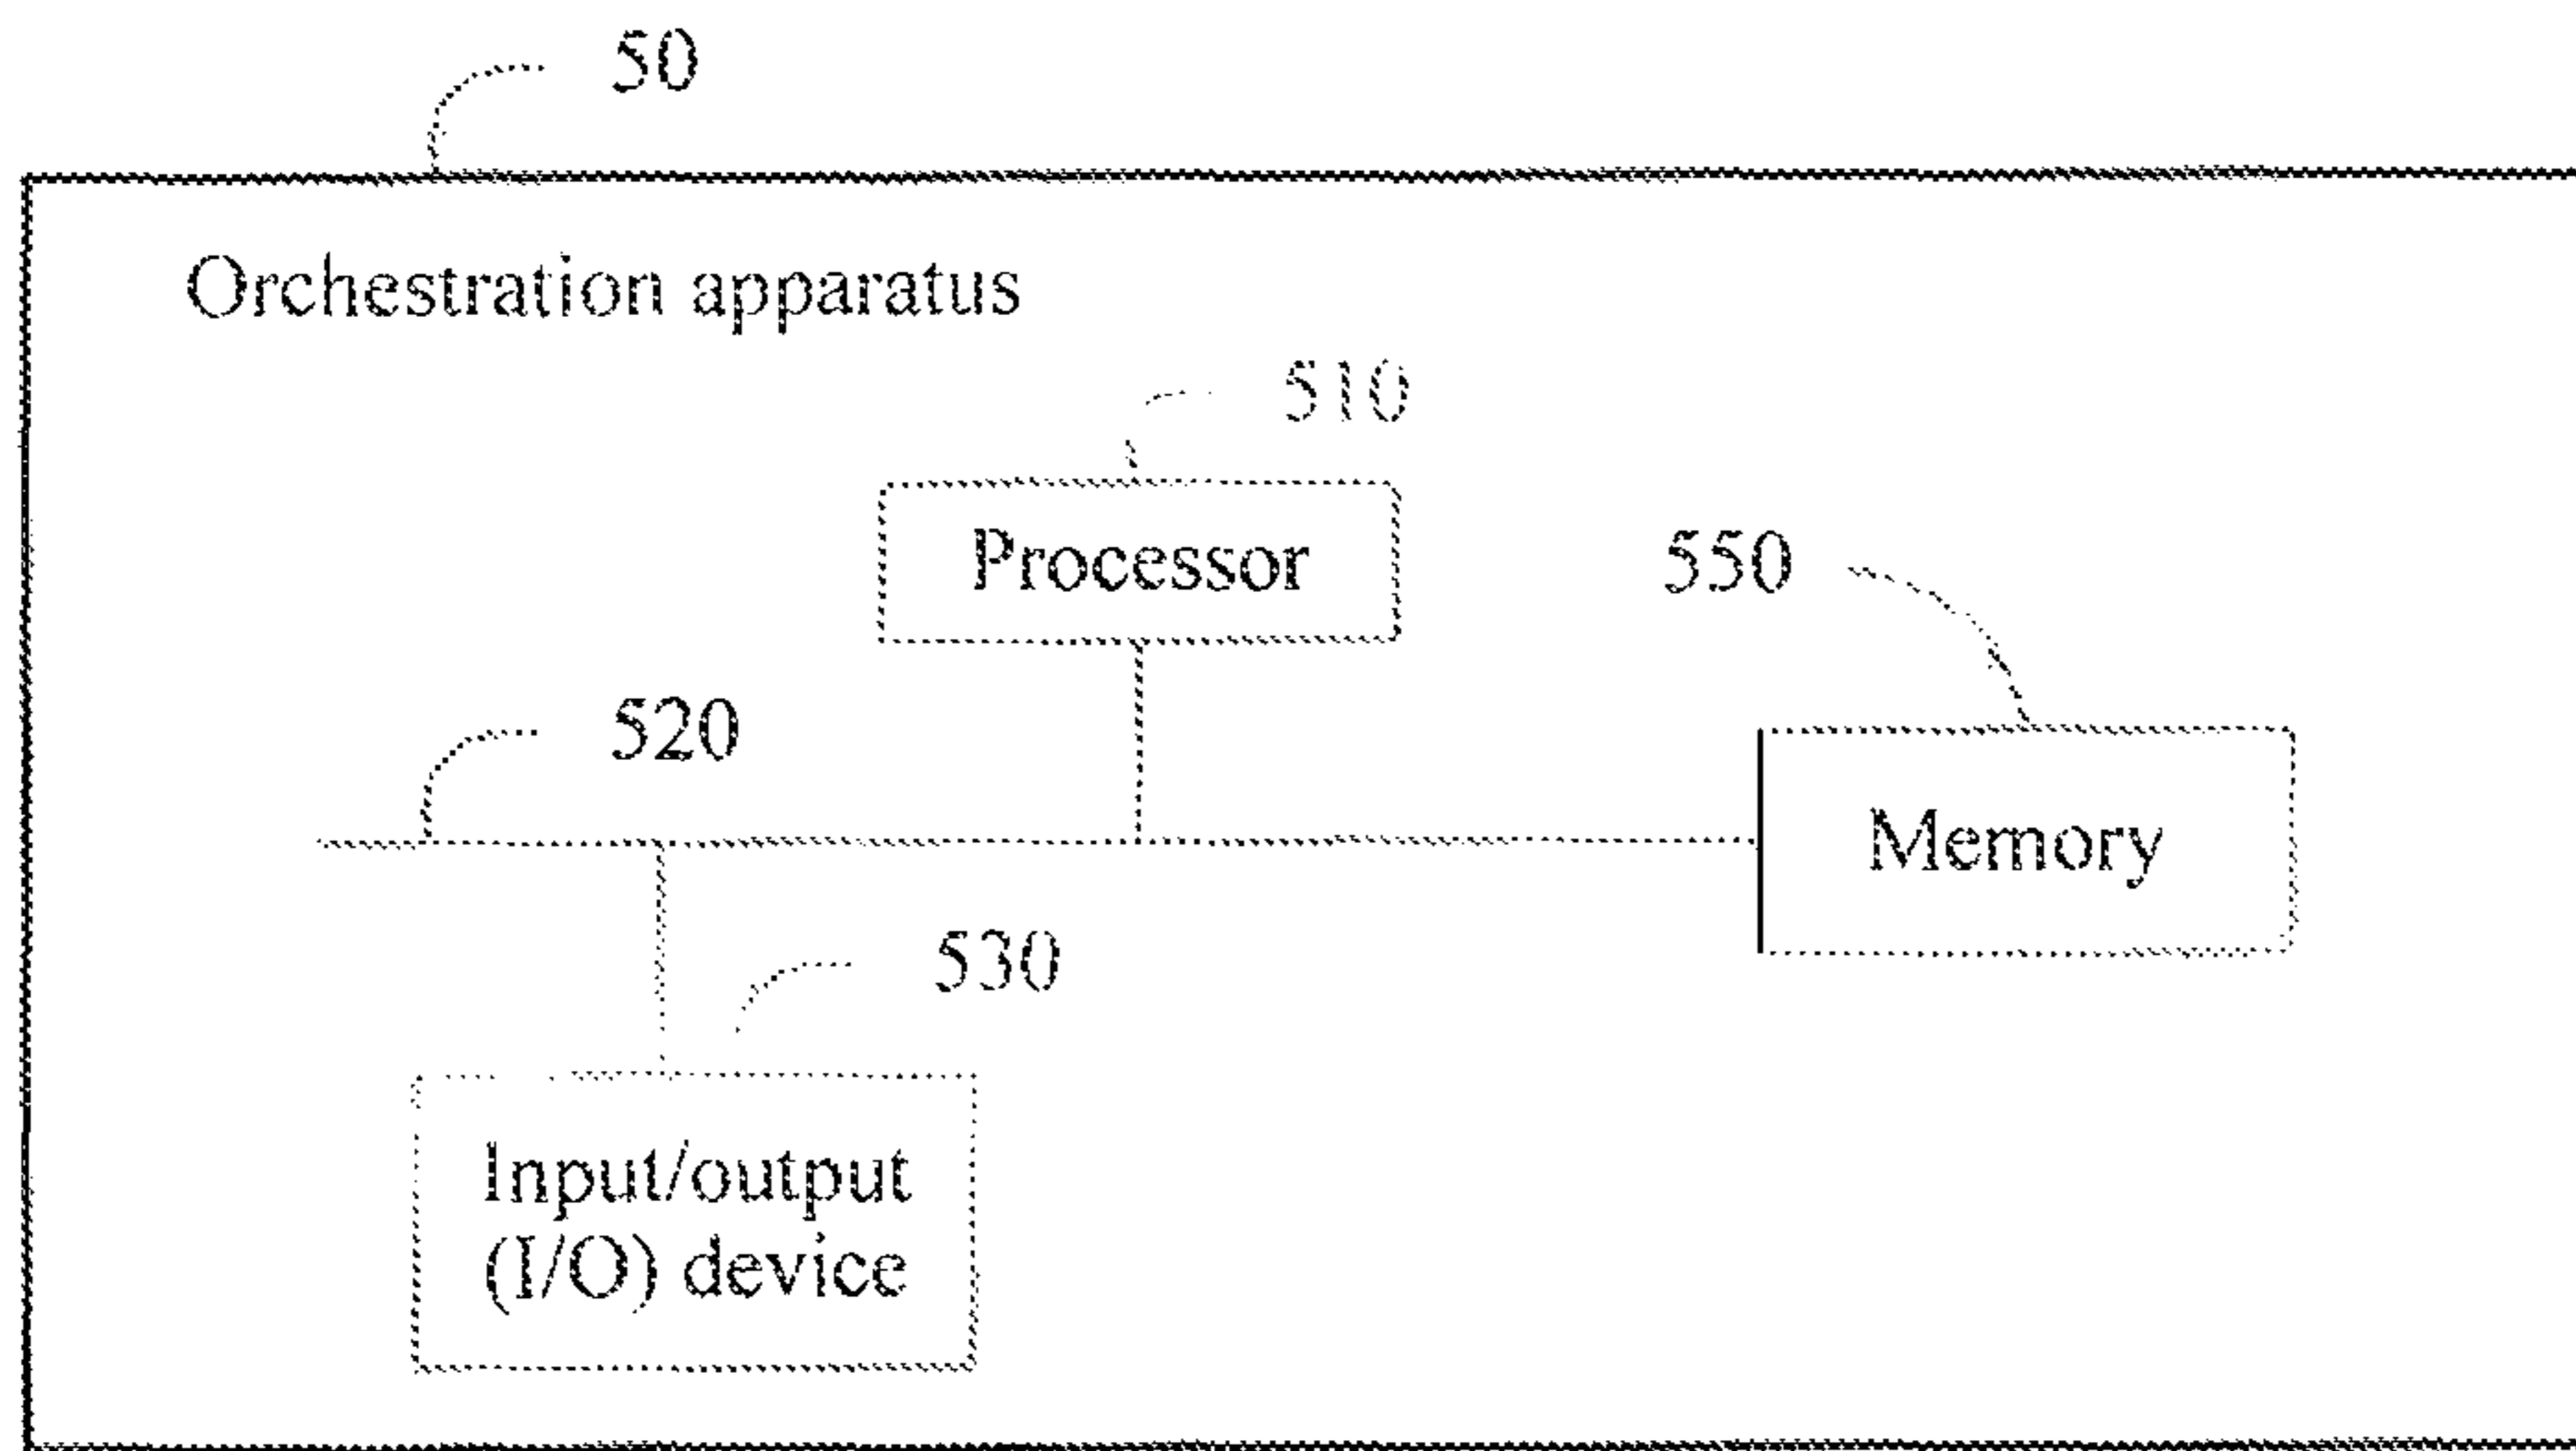 50
Orchestration apparatus
510
Processor
550
520
Memory
530
Input/output
(I/O) device